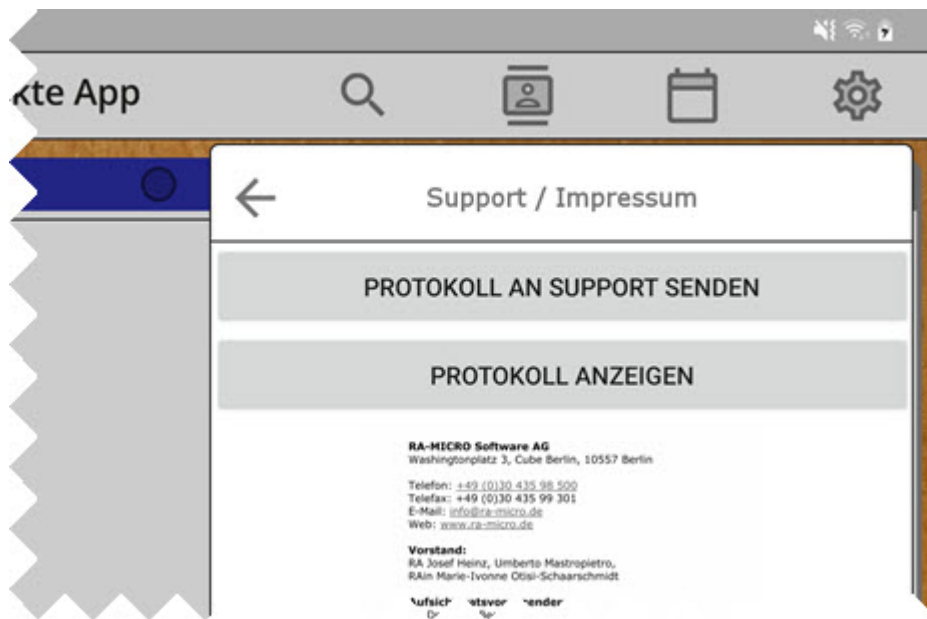 App
Support / Impressum
PROTOKOLL AN SUPPORT SENDEN
PROTOKOLL ANZEIGEN
RA-MICRO Software AG
Washingtonplatz 3, Cube Berlin, 10557 Berlin
Telefon: +49 (0)30 435 98 500
Telefax: +49 (0)30 435 99 301
E-Mail: info@ra-micro.de
Web: www.ra-micro.de
Vorstand:
RA Josef Heinz, Umberto Mastropietro,
RAin Marie-Ivonne Otisi-Schaarschmidt